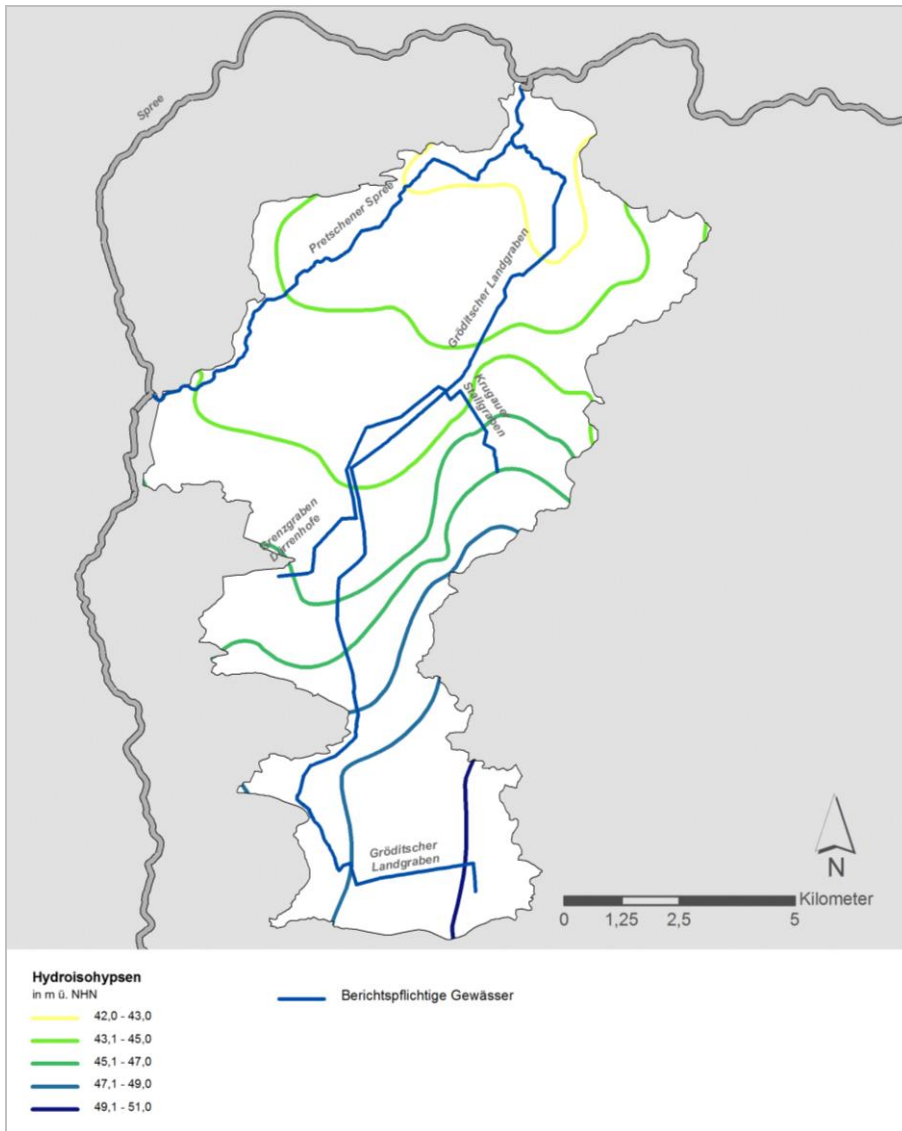 Spree
Pretschener Spree
Gröditscher Landgraben
Krugauer
Stallgraben
Grenzgraben
Dürrenhofe
Gröditscher
Landgraben
N
Kilometer
0 1,25 2,5 5
Hydroisohypsen
in m ü. NHN
42,0 - 43,0
43,1 - 45,0
45,1 - 47,0
47,1 - 49,0
49,1 - 51,0
Berichtspflichtige Gewässer